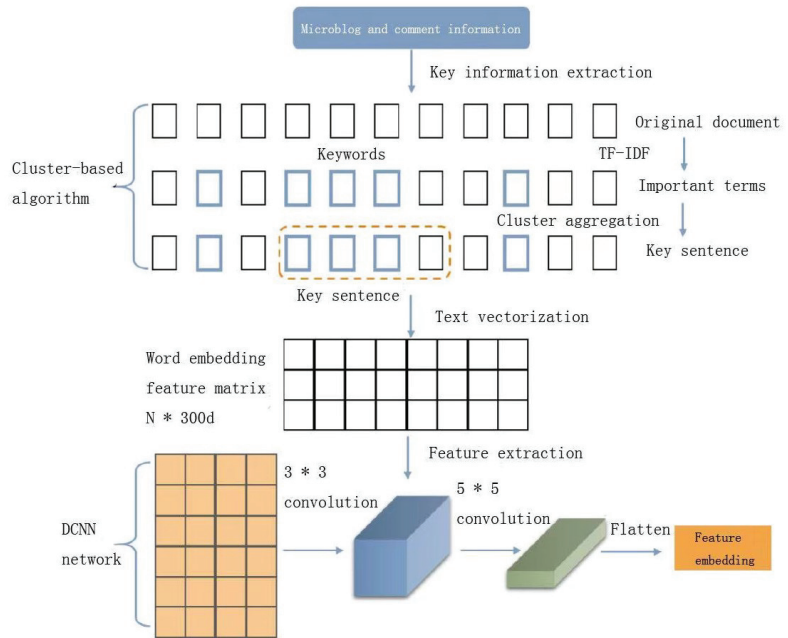 Microblog and comment information
Key information extraction
Original document
Keywords
TF-IDF
Cluster-based
algorithm
Important terms
Cluster aggregation
Key sentence
Key sentence
Text vectorization
Word embedding
feature matrix
N * 300d
Feature extraction
3 * 3
convolution
5 * 5
convolution
DCNN
network
Flatten
Feature
embedding